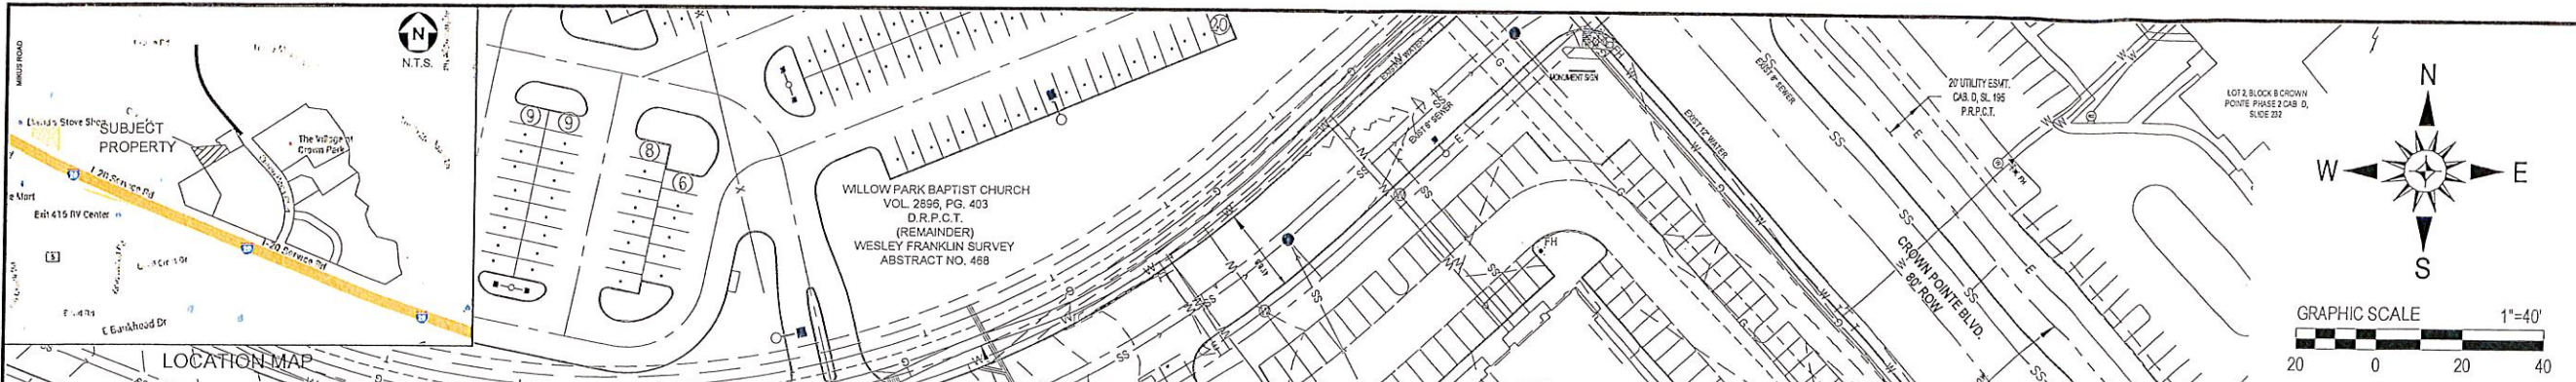 MIKUS ROAD
N
N.T.S.
SUBJECT
PROPERTY
The Village at
Crown Park
I-20 Service Rd
Exit 415 RV Center
I-20 Service Rd
E Bankhead Dr
LOCATION MAP
9
9
8
6
20
WILLOW PARK BAPTIST CHURCH
VOL. 2896, PG. 403
D.R.P.C.T.
(REMAINDER)
WESLEY FRANKLIN SURVEY
ABSTRACT NO. 468
EXIST WATER
EXIST 8" SEWER
MONUMENT SIGN
FH
FH
EXIST 12" WATER
EXIST 8" SEWER
CROWN POINTE BLVD.
80' ROW
20' UTILITY ESMT.
CAB. D, SL. 195
P.R.P.C.T.
LOT 2, BLOCK B CROWN
POINTE PHASE 2 CAB D,
SLIDE 232
N
W
E
S
GRAPHIC SCALE 1"=40'
20 0 20 40